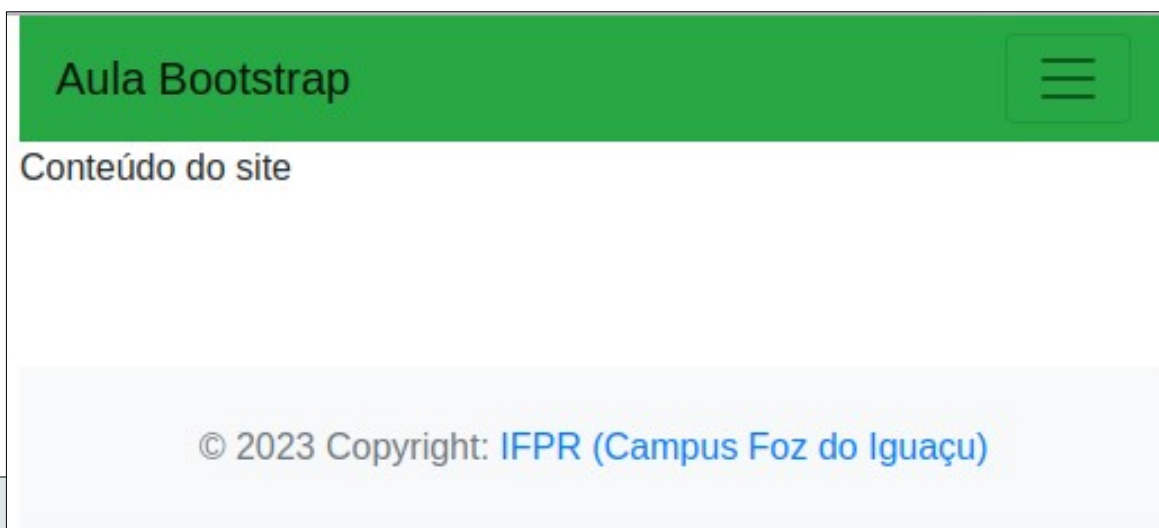 Aula Bootstrap
Conteúdo do site
© 2023 Copyright: IFPR (Campus Foz do Iguaçu)